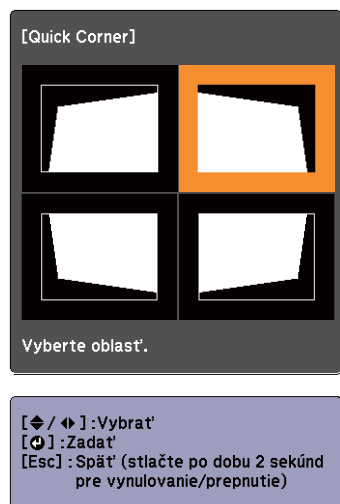 [Quick Corner]
Vyberte oblasť.
[◆/◀▶]:Vybrať
[↵]:Zadať
[Esc]:Späť (stlačte po dobu 2 sekúnd
pre vynulovanie/prepnutie)